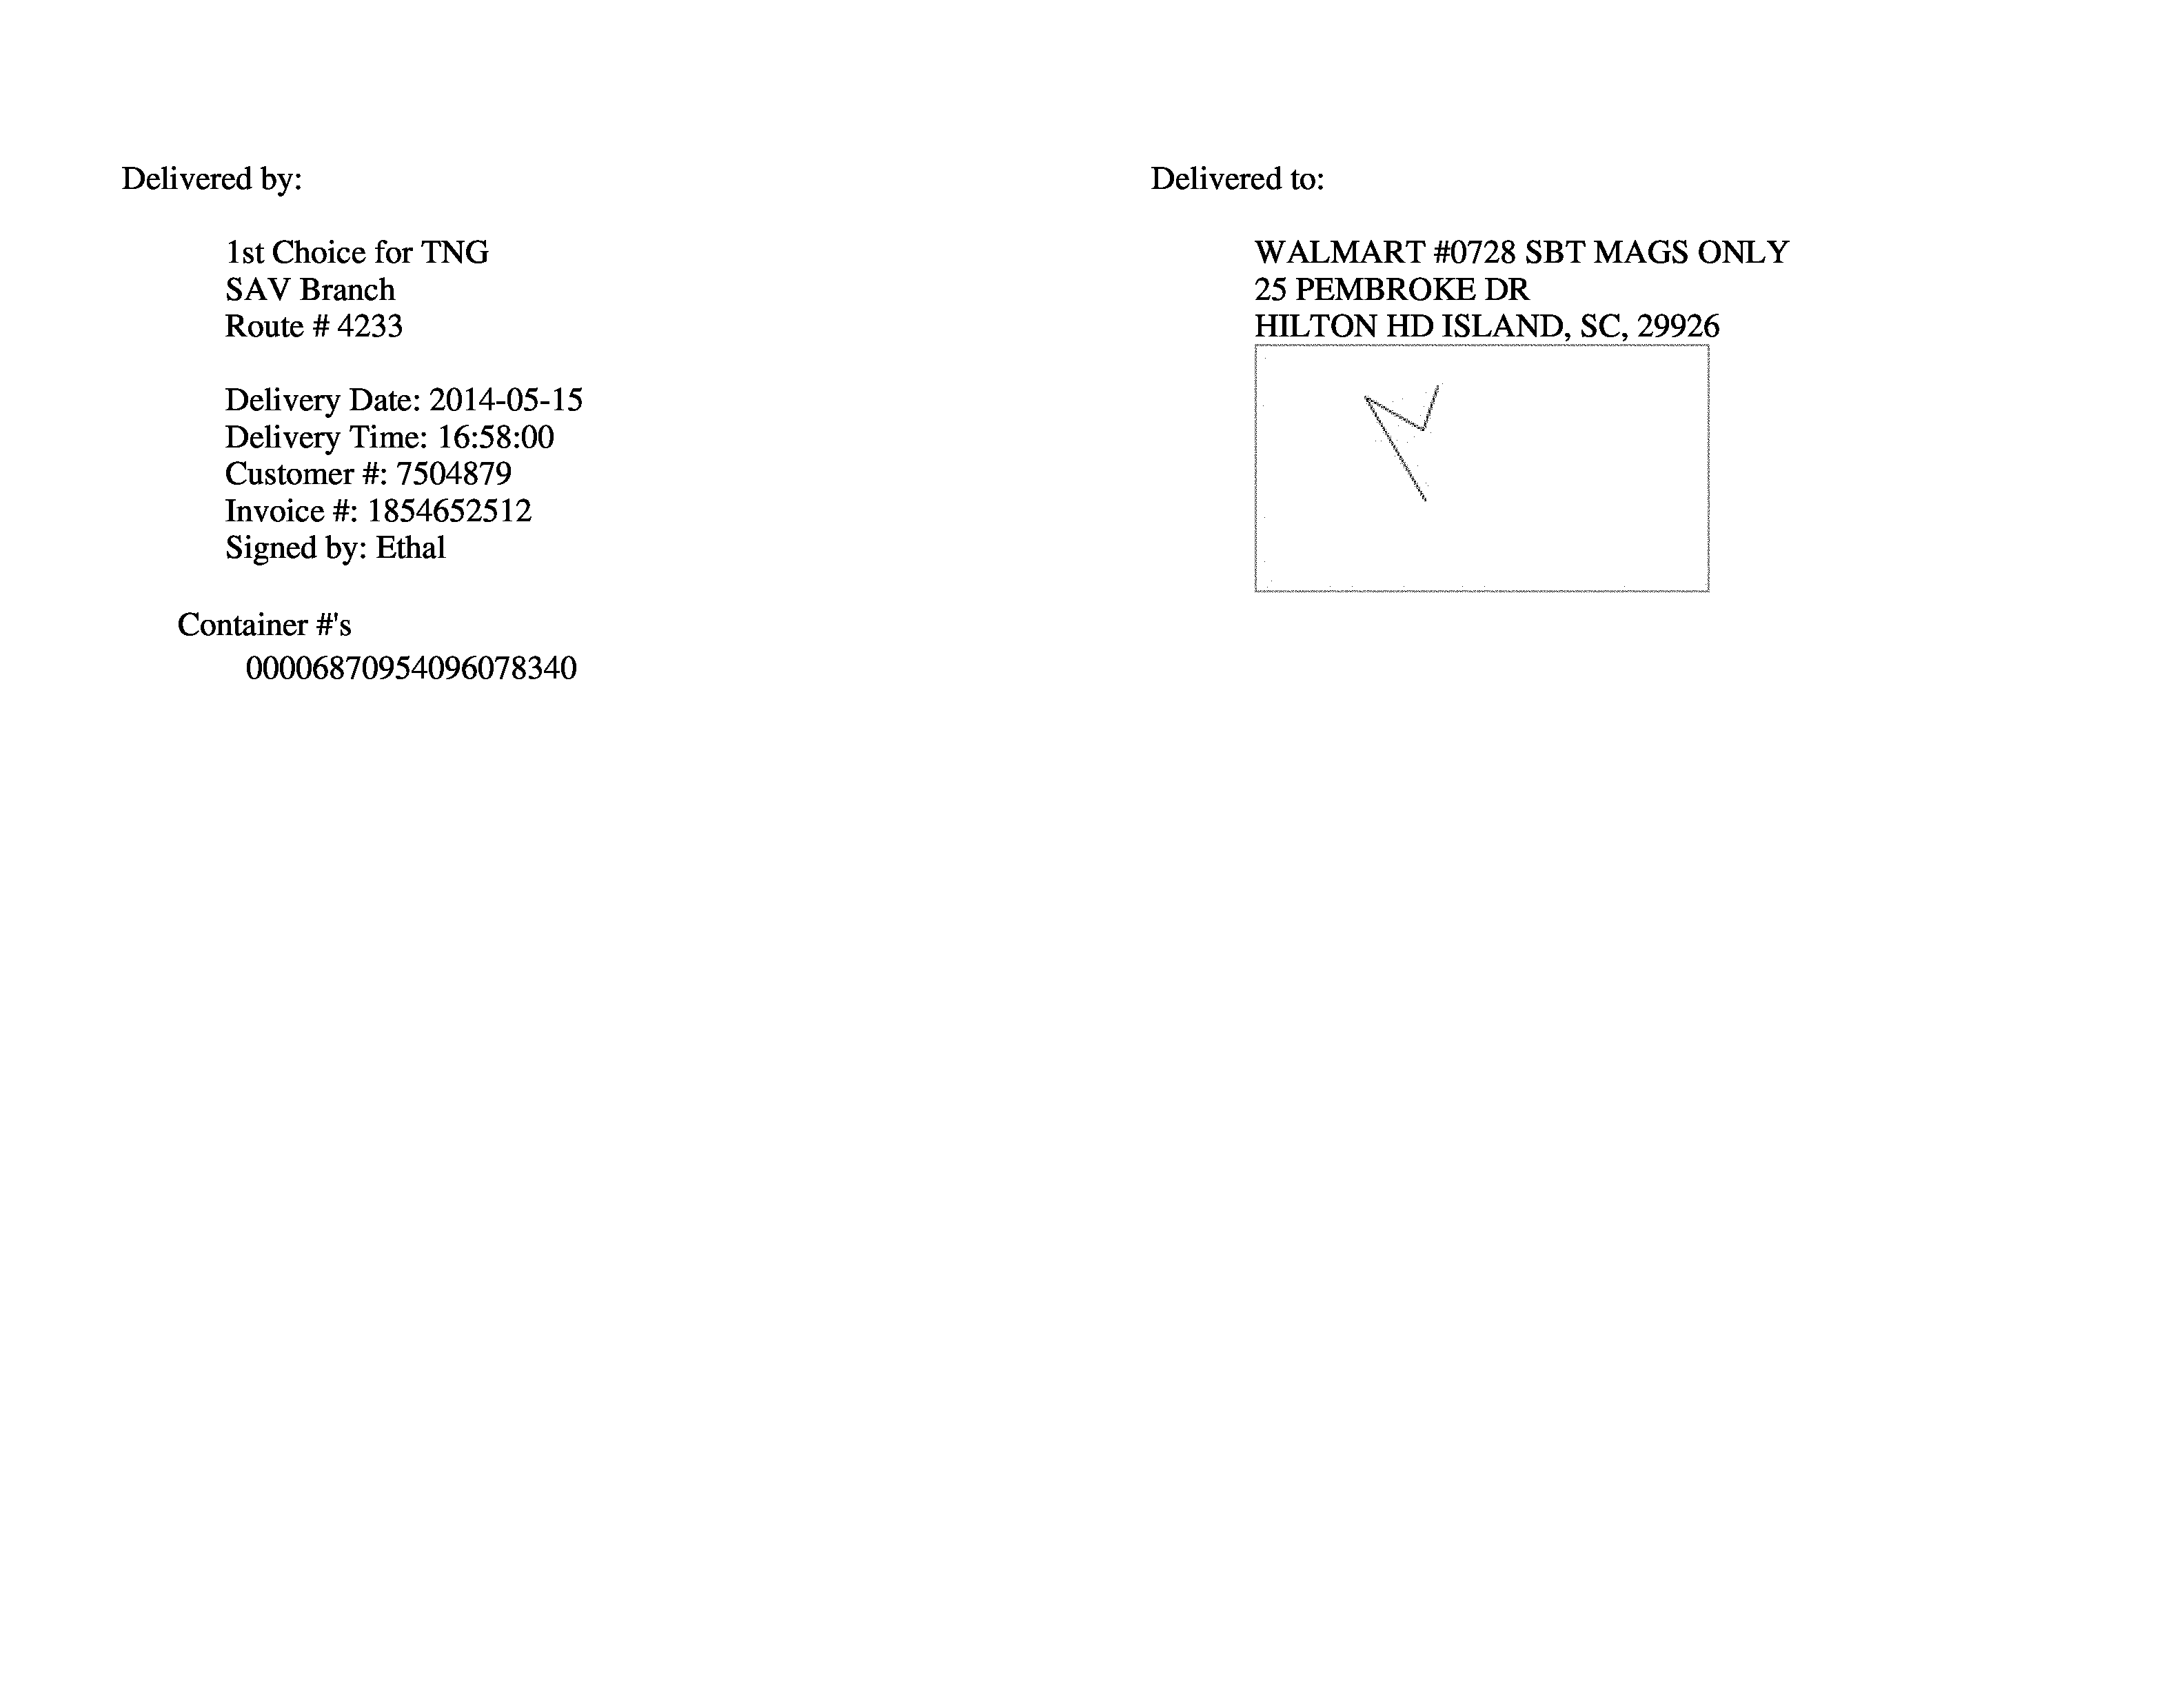 Delivered by:
1st Choice for TNG
SAV Branch
Route # 4233
Delivery Date: 2014-05-15
Delivery Time: 16:58:00
Customer #: 7504879
Invoice #: 1854652512
Signed by: Ethal
Container #'s
00006870954096078340
Delivered to:
WALMART #0728 SBT MAGS ONLY
25 PEMBROKE DR
HILTON HD ISLAND, SC, 29926